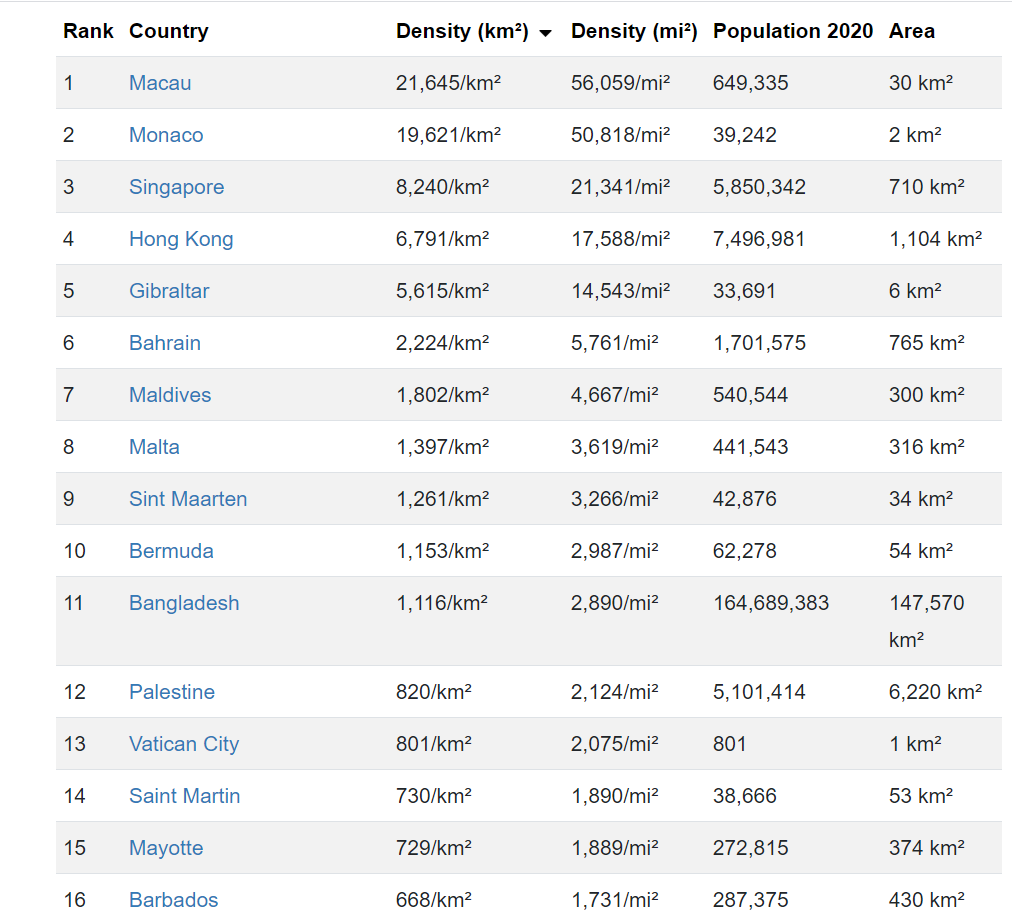 Rank Country Density (km²) Density (mi²) Population 2020 Area
1 Macau 21,645/km² 56,059/mi² 649,335 30 km²
2 Monaco 19,621/km² 50,818/mi² 39,242 2 km²
3 Singapore 8,240/km² 21,341/mi² 5,850,342 710 km²
4 Hong Kong 6,791/km² 17,588/mi² 7,496,981 1,104 km²
5 Gibraltar 5,615/km² 14,543/mi² 33,691 6 km²
6 Bahrain 2,224/km² 5,761/mi² 1,701,575 765 km²
7 Maldives 1,802/km² 4,667/mi² 540,544 300 km²
8 Malta 1,397/km² 3,619/mi² 441,543 316 km²
9 Sint Maarten 1,261/km² 3,266/mi² 42,876 34 km²
10 Bermuda 1,153/km² 2,987/mi² 62,278 54 km²
11 Bangladesh 1,116/km² 2,890/mi² 164,689,383 147,570
km²
12 Palestine 820/km² 2,124/mi² 5,101,414 6,220 km²
13 Vatican City 801/km² 2,075/mi² 801 1 km²
14 Saint Martin 730/km² 1,890/mi² 38,666 53 km²
15 Mayotte 729/km² 1,889/mi² 272,815 374 km²
16 Barbados 668/km² 1,731/mi² 287,375 430 km²